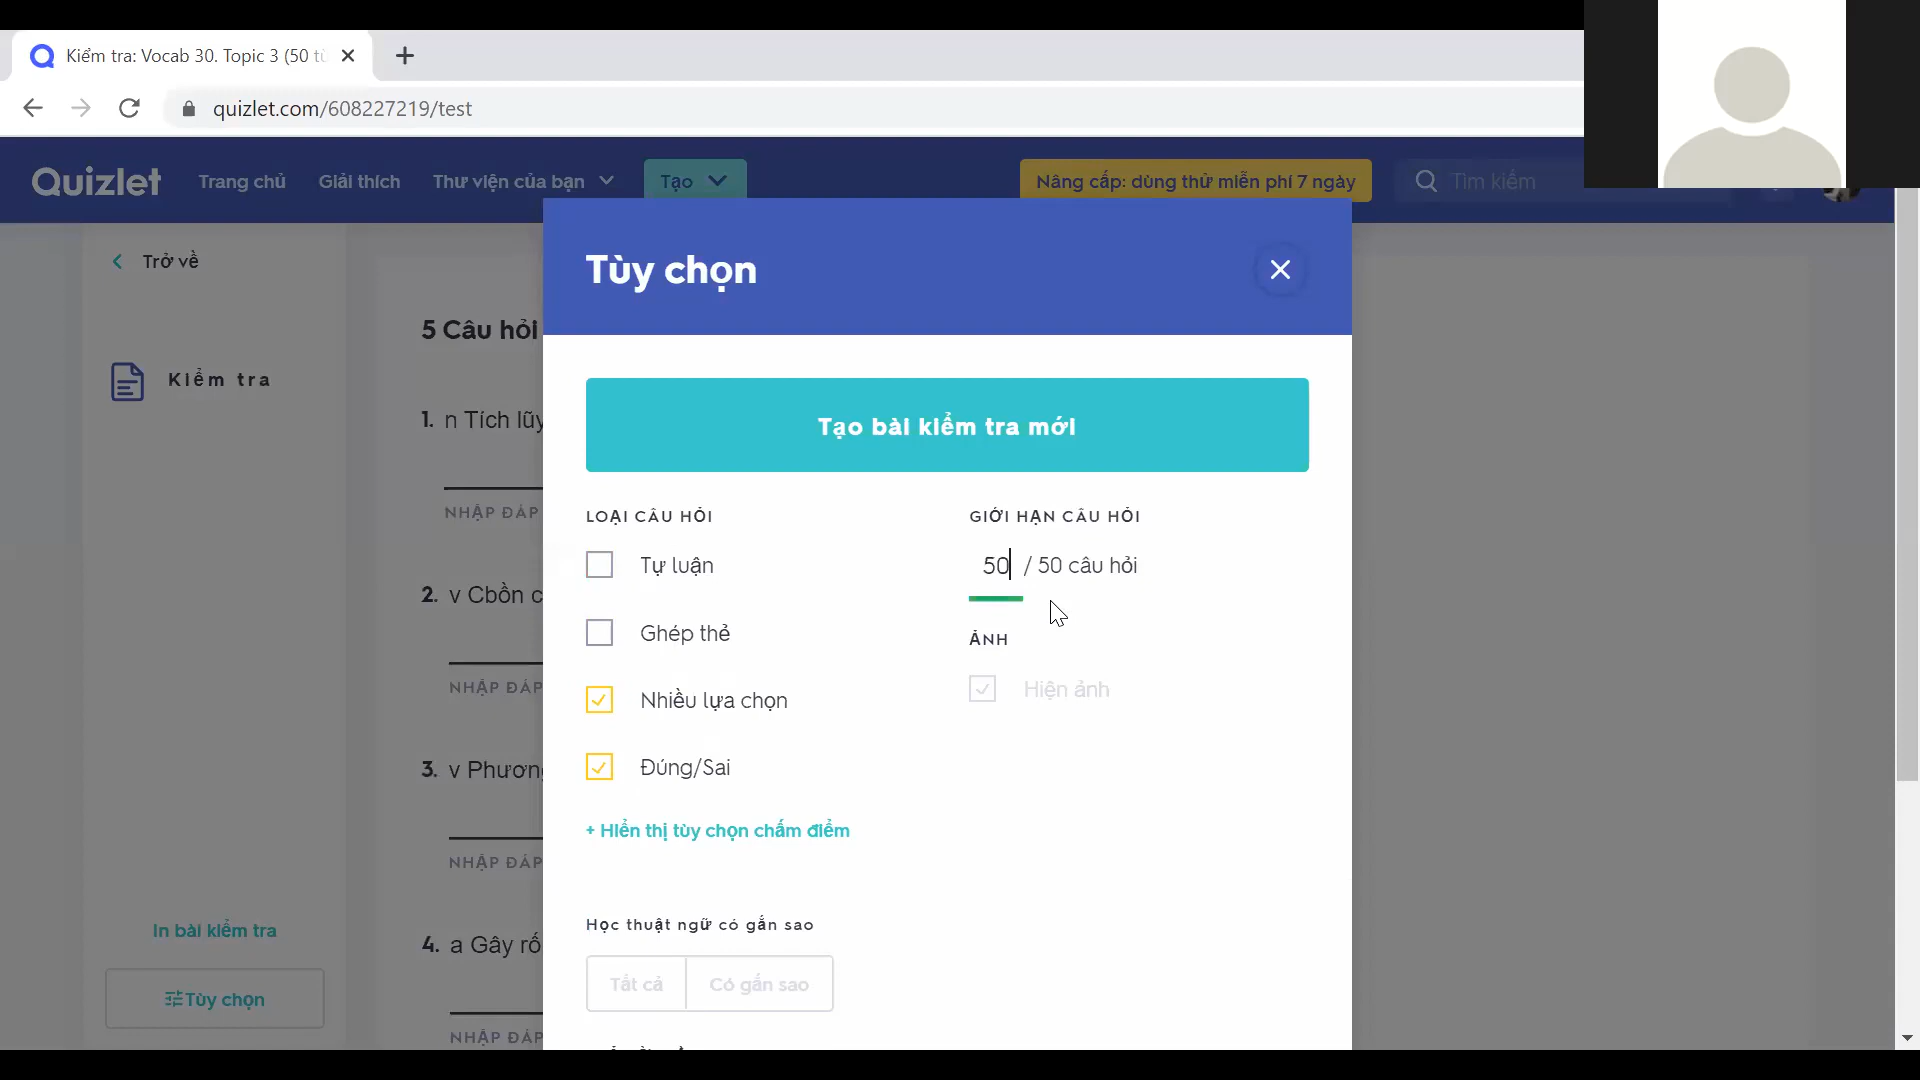 Kiểm tra: Vocab 30. Topic 3 (50 từ
quizlet.com/608227219/test
Quizlet
Trang chủ
Giải thích
Thư viện của bạn
Tạo
Nâng cấp: dùng thử miễn phí 7 ngày
Tìm kiếm
Trở về
Kiểm tra
In bài kiểm tra
Tùy chọn
5 Câu hỏi
1. n Tích lũy
NHẬP ĐÁP
2. v Cbồn c
NHẬP ĐÁP
3. v Phương
NHẬP ĐÁP
4. a Gây rố
NHẬP ĐÁP
Tùy chọn
Tạo bài kiểm tra mới
LOẠI CÂU HỎI
Tự luận
Ghép thẻ
Nhiều lựa chọn
Đúng/Sai
+ Hiển thị tùy chọn chấm điểm
GIỚI HẠN CÂU HỎI
50 / 50 câu hỏi
ẢNH
Hiện ảnh
Học thuật ngữ có gắn sao
Tất cả
Có gắn sao